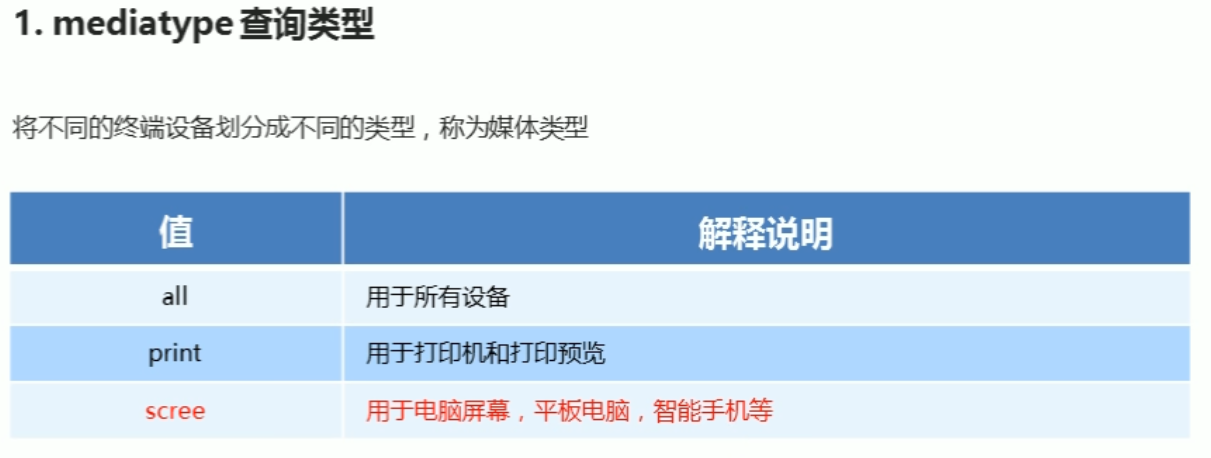 1. mediatype 查询类型
将不同的终端设备划分成不同的类型，称为媒体类型
值 解释说明
all 用于所有设备
print 用于打印机和打印预览
scree 用于电脑屏幕，平板电脑，智能手机等